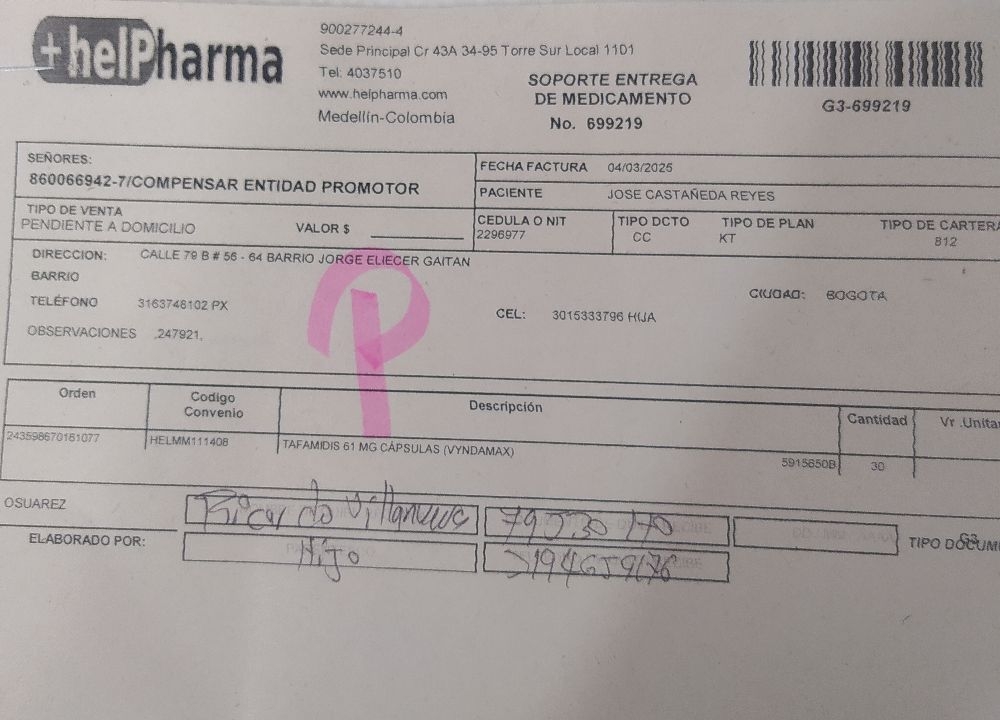 +helPharma
900277244-4
Sede Principal Cr 43A 34-95 Torre Sur Local 1101
Tel: 4037510
www.helpharma.com
Medellín-Colombia
SOPORTE ENTREGA
DE MEDICAMENTO
No. 699219
G3-699219
SEÑORES:
860066942-7/COMPENSAR ENTIDAD PROMOTOR
FECHA FACTURA 04/03/2025
PACIENTE JOSE CASTAÑEDA REYES
TIPO DE VENTA
PENDIENTE A DOMICILIO
VALOR $
CEDULA O NIT
2296977
TIPO DCTO
CC
TIPO DE PLAN
KT
TIPO DE CARTERA
812
DIRECCION: CALLE 79 B # 56 - 64 BARRIO JORGE ELIECER GAITAN
BARRIO
CIUDAD: BOGOTA
TELÉFONO 3163748102 PX
CEL: 3015333796 HIJA
OBSERVACIONES ,247921,
P
Orden Codigo Convenio Descripción Cantidad Vr .Unita
243598670161077 HELMM111408 TAFAMIDIS 61 MG CÁPSULAS (VYNDAMAX) 5915650B 30
OSUAREZ
Ricardo
ELABORADO POR:
TIPO
Hijo